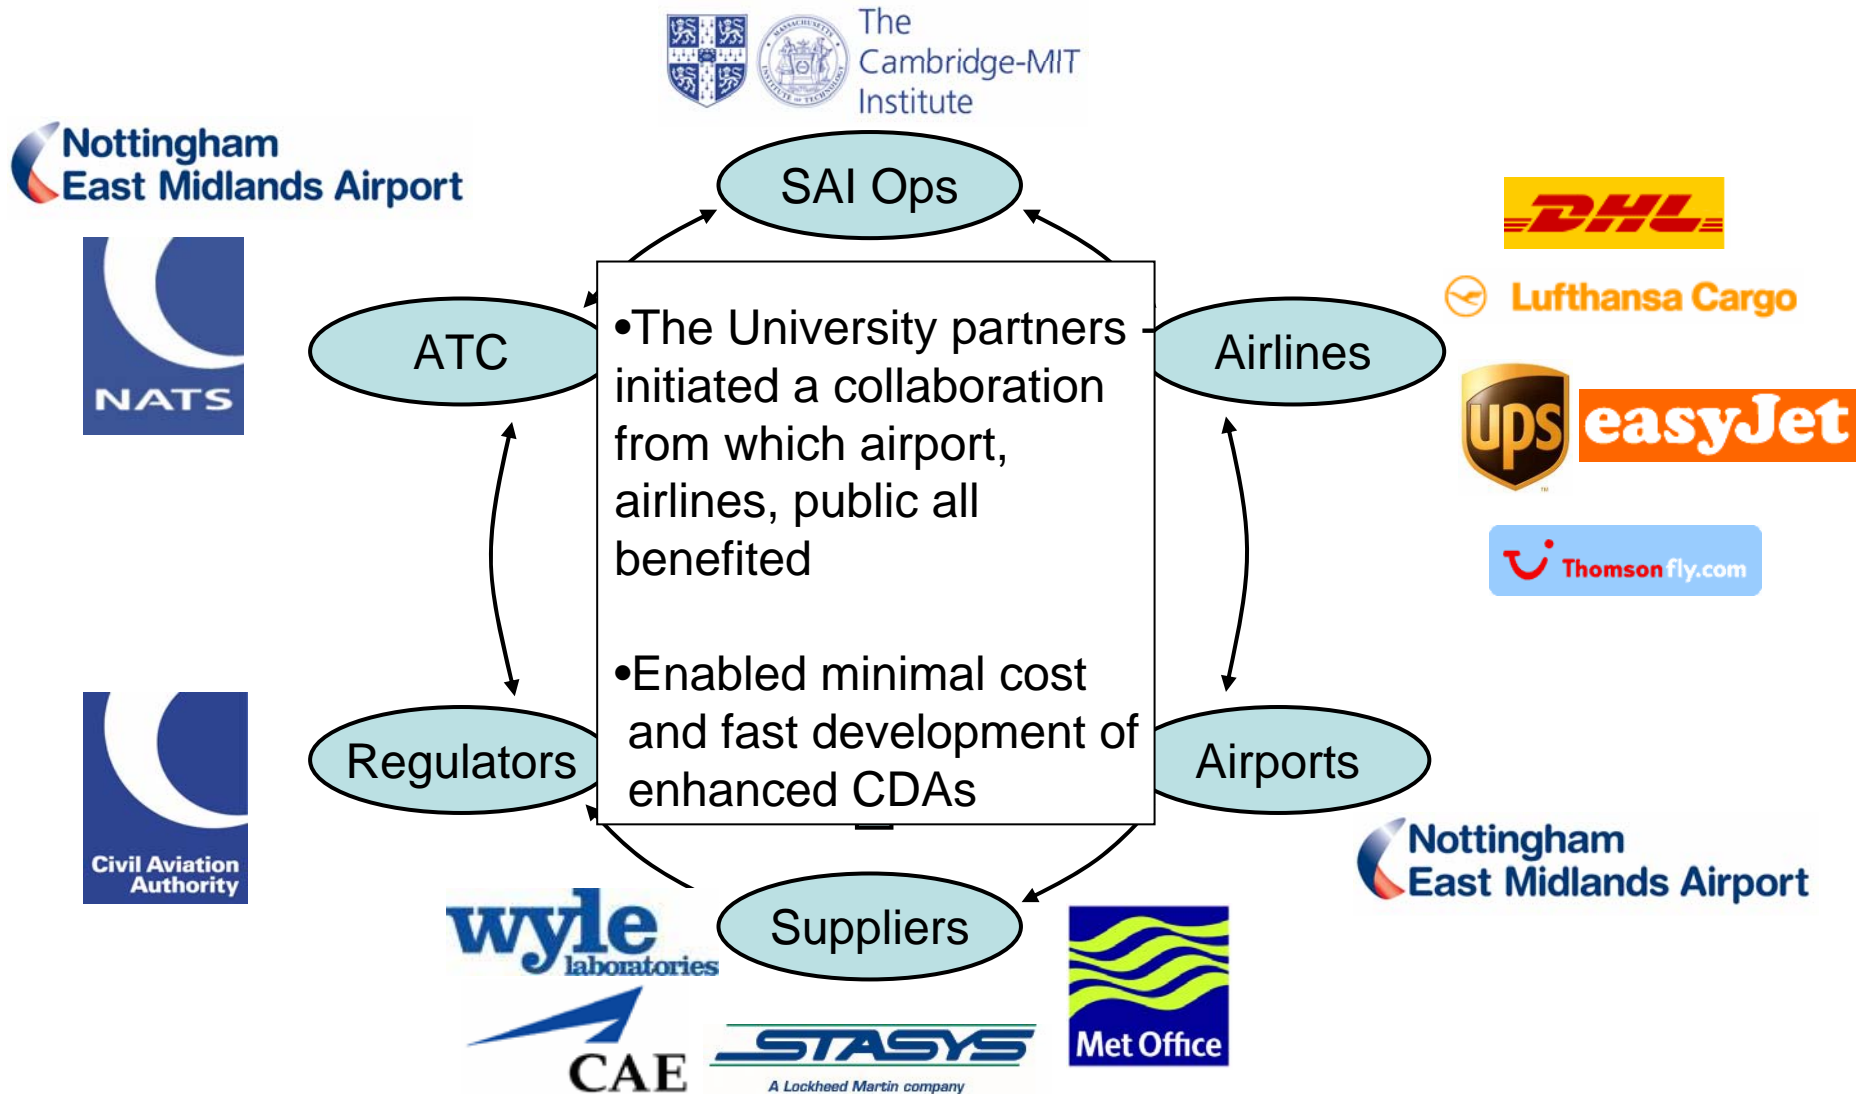 The
Cambridge-MIT
Institute
Nottingham
East Midlands Airport
SAI Ops
DHL
Lufthansa Cargo
NATS
ATC
•The University partners -
initiated a collaboration
from which airport,
airlines, public all
benefited
Airlines
ups
easyJet
Thomsonfly.com
•Enabled minimal cost
and fast development of
enhanced CDAs
Regulators
Airports
Civil Aviation
Authority
Nottingham
East Midlands Airport
Suppliers
wyle
laboratories
Met Office
CAE
STASYS
A Lockheed Martin company